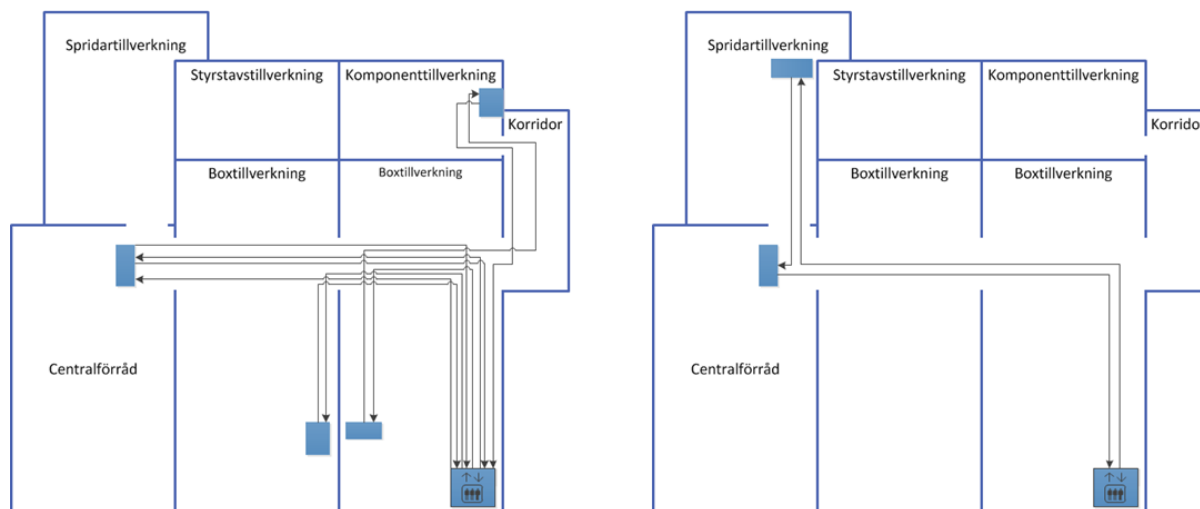 Spridartillverkning
Styrstavstillverkning
Komponenttillverkning
Korridor
Boxtillverkning
Boxtillverkning
Centralförråd
Spridartillverkning
Styrstavstillverkning
Komponenttillverkning
Korrido
Boxtillverkning
Boxtillverkning
Centralförråd